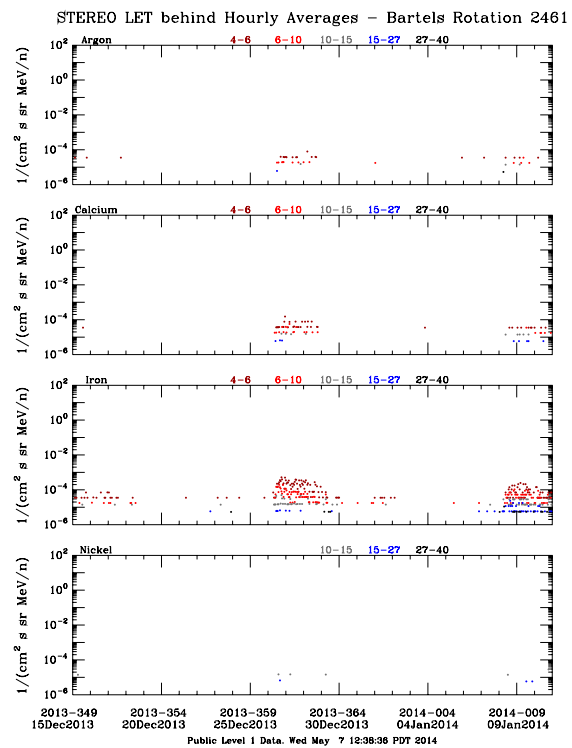 STEREO LET behind Hourly Averages - Bartels Rotation 2461
Argon 4-6 6-10 10-15 15-27 27-40
10^2
10^0
10^-2
10^-4
10^-6
1/(cm^2 s sr MeV/n)
Calcium 4-6 6-10 10-15 15-27 27-40
10^2
10^0
10^-2
10^-4
10^-6
1/(cm^2 s sr MeV/n)
Iron 4-6 6-10 10-15 15-27 27-40
10^2
10^0
10^-2
10^-4
10^-6
1/(cm^2 s sr MeV/n)
Nickel 10-15 15-27 27-40
10^2
10^0
10^-2
10^-4
10^-6
1/(cm^2 s sr MeV/n)
2013-349 2013-354 2013-359 2013-364 2014-004 2014-009
15Dec2013 20Dec2013 25Dec2013 30Dec2013 04Jan2014 09Jan2014
Public Level 1 Data. Wed May 7 12:38:36 PDT 2014